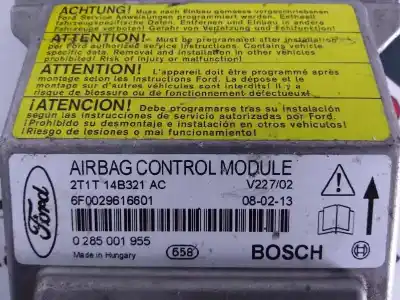 ACHTUNG! Muss nach Einbau gemäss vorgegebener
Ford Service Anweisungen programmiert werden. Enthaelt
Entfernen und Einbau in andere
Fahrzeuge verboten! Gefahr von Verletzung und Fehlfunktion!
ATTENTION! Must be programmed after installation
per Ford authorized service instructions. Contains vehicle
specific data. Removal and installation in other vehicles
prohibited! Risk of injury or malfunction!
ATTENTION! L'appareil doit être programmé après
montage selon les instructions Ford. La dépose et
montage sur d'autres véhicules sont interdits! Il y a
risque de blessure ou de fonctionnement défectueux!
¡ATENCION! Debe programarse tras su instalación
según las instrucciones de servicio autorizadas por Ford.
¡Prohibido su desmontaje e instalación en otros vehículos!
¡Riesgo de lesiones o mal funcionamiento!
Ford
AIRBAG CONTROL MODULE
2T1T 14B321 AC V227/02
6F0029616601 08-02-13
0 285 001 955
Made in Hungary 658 BOSCH